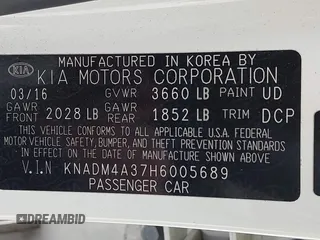 MANUFACTURED IN KOREA BY
KIA KIA MOTORS CORPORATION
03/16 GVWR 3660 LB PAINT UD
GAWR FRONT 2028 LB GAWR REAR 1852 LB TRIM DCP
THIS VEHICLE CONFORMS TO ALL APPLICABLE U.S.A. FEDERAL
MOTOR VEHICLE SAFETY, BUMPER, AND THEFT PREVENTION
STANDARDS IN EFFECT ON THE DATE OF MANUFACTURE SHOWN ABOVE.
V.I.N KNADM4A37H6005689
PASSENGER CAR
DREAMBID